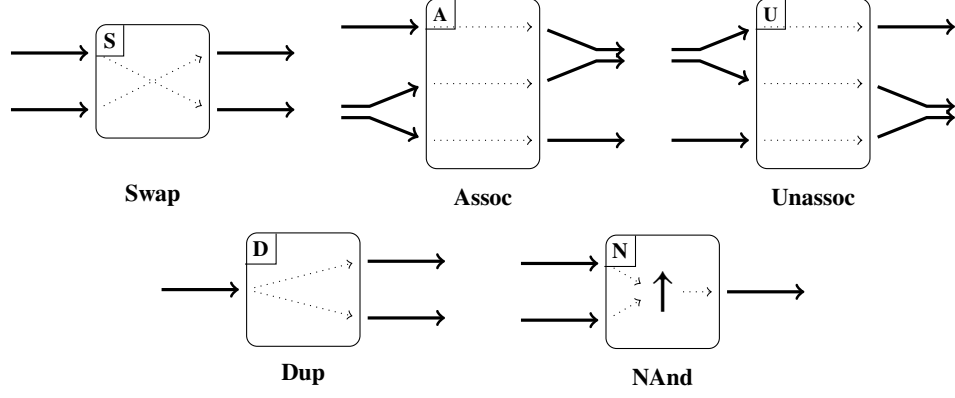 S
A
U
Swap
Assoc
Unassoc
D
N
Dup
NAnd